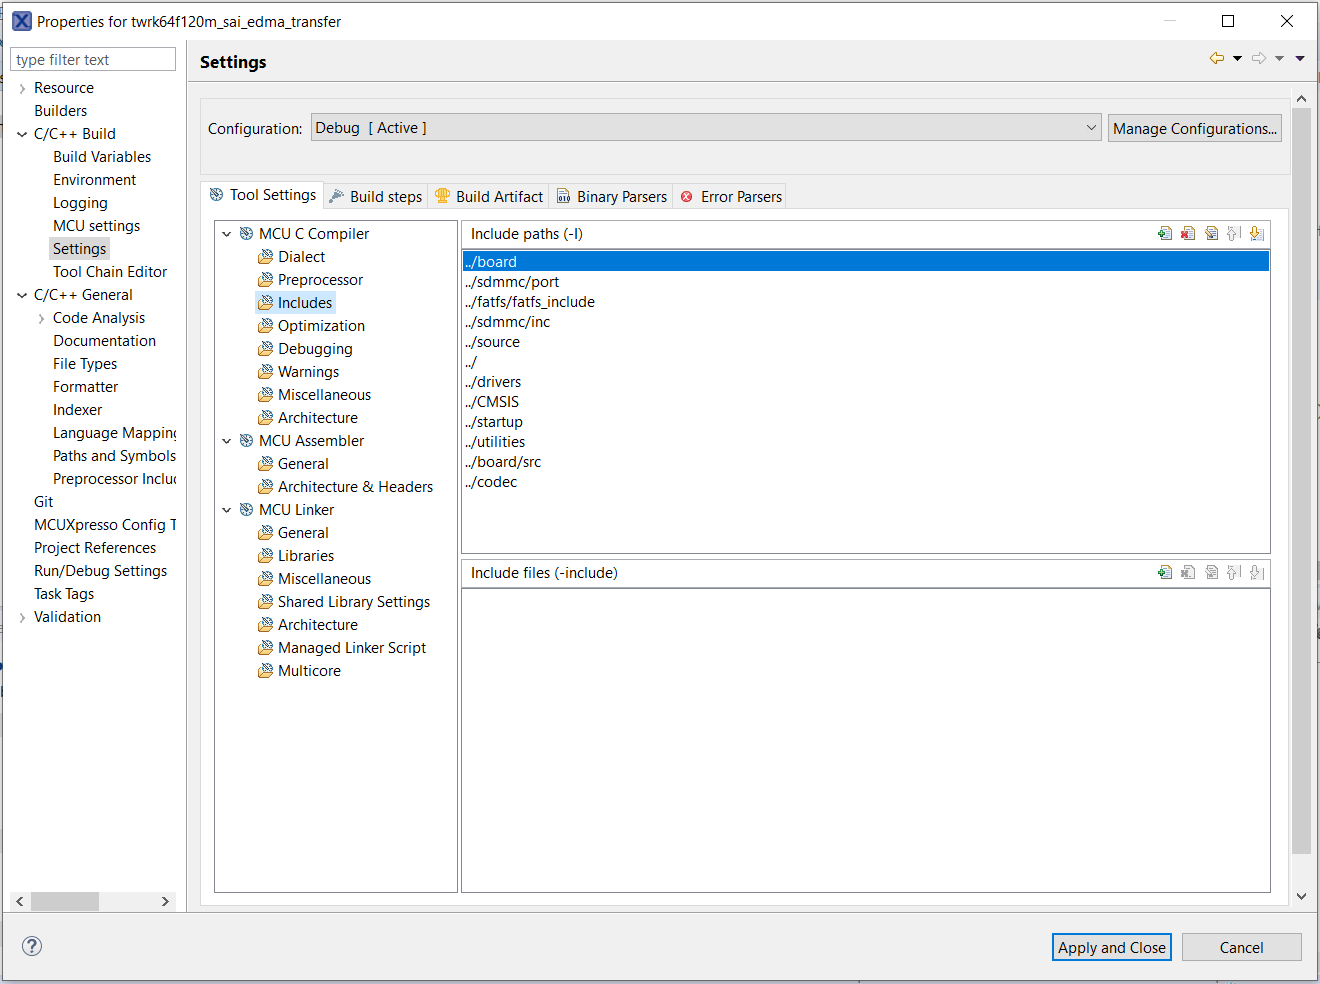 Properties for twrk64f120m_sai_edma_transfer
type filter text
Resource
Builders
C/C++ Build
Build Variables
Environment
Logging
MCU settings
Settings
Tool Chain Editor
C/C++ General
Code Analysis
Documentation
File Types
Formatter
Indexer
Language Mapping
Paths and Symbols
Preprocessor Inclu
Git
MCUXpresso Config T
Project References
Run/Debug Settings
Task Tags
Validation
Settings
Configuration: Debug [ Active ] Manage Configurations...
Tool Settings Build steps Build Artifact Binary Parsers Error Parsers
MCU C Compiler
Dialect
Preprocessor
Includes
Optimization
Debugging
Warnings
Miscellaneous
Architecture
MCU Assembler
General
Architecture & Headers
MCU Linker
General
Libraries
Miscellaneous
Shared Library Settings
Architecture
Managed Linker Script
Multicore
Include paths (-I)
../board
../sdmmc/port
../fatfs/fatfs_include
../sdmmc/inc
../source
../
../drivers
../CMSIS
../startup
../utilities
../board/src
../codec
Include files (-include)
Apply and Close Cancel